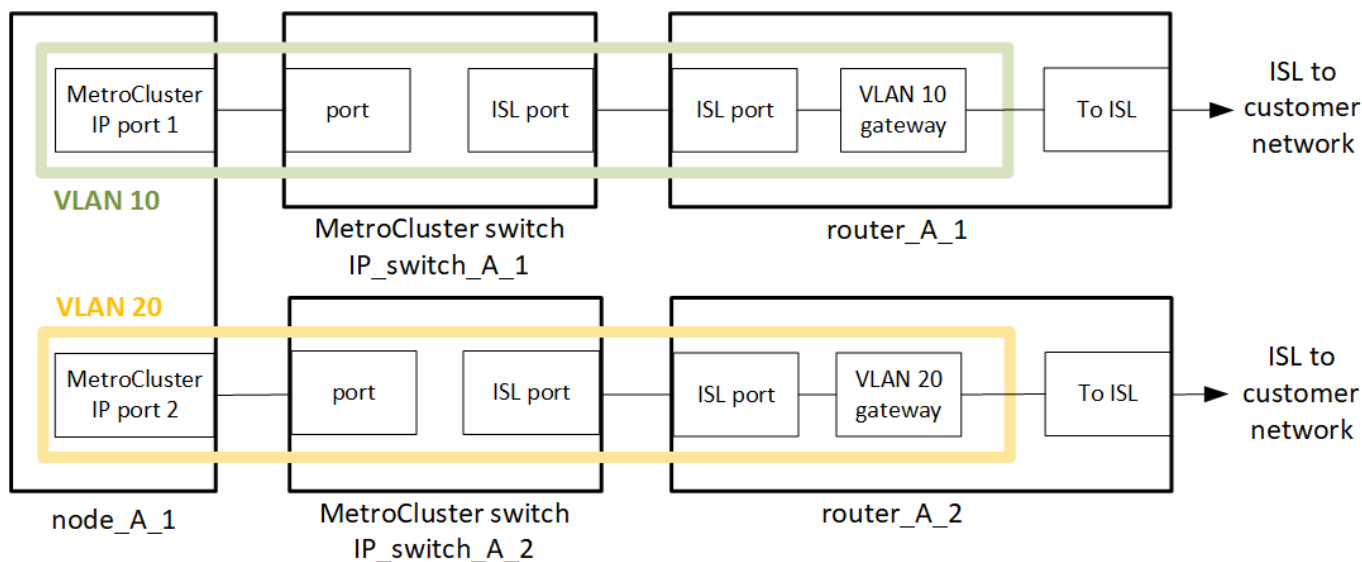 MetroCluster
IP port 1
port
ISL port
ISL port
VLAN 10
gateway
To ISL
ISL to
customer
network
VLAN 10
MetroCluster switch
IP_switch_A_1
router_A_1
VLAN 20
MetroCluster
IP port 2
port
ISL port
ISL port
VLAN 20
gateway
To ISL
ISL to
customer
network
node_A_1
MetroCluster switch
IP_switch_A_2
router_A_2